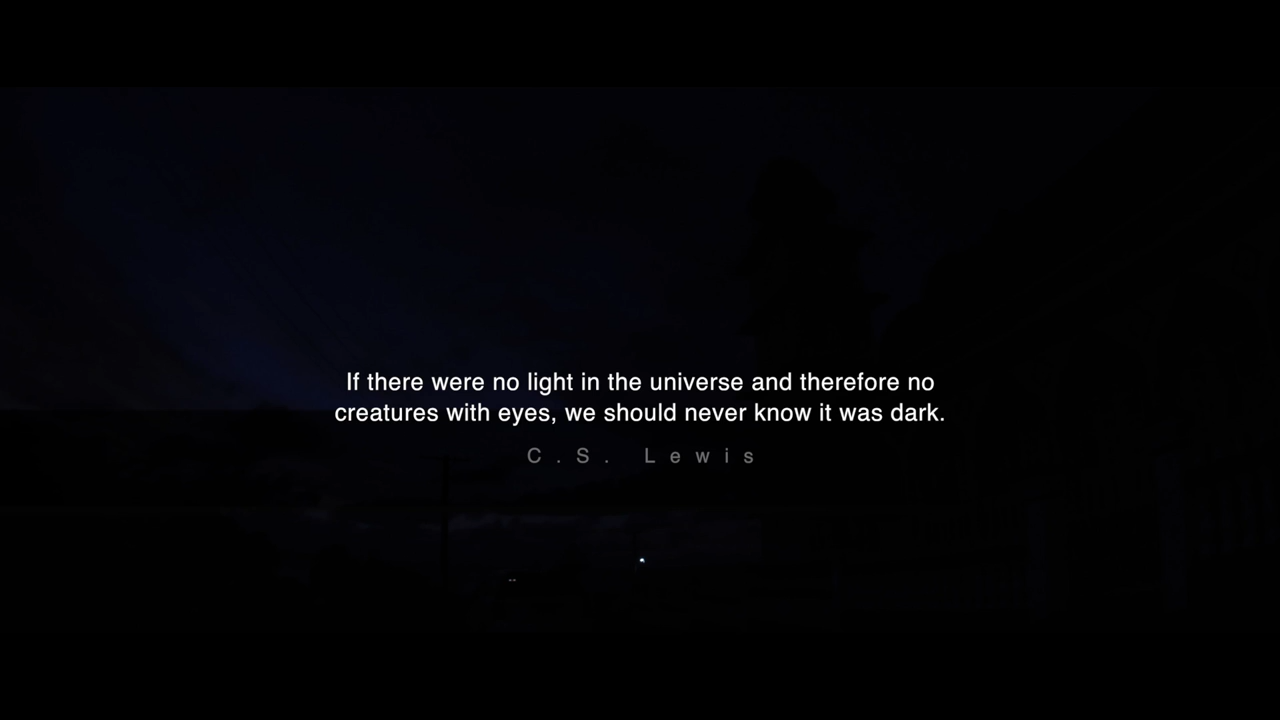 If there were no light in the universe and therefore no
creatures with eyes, we should never know it was dark.
C.S. Lewis